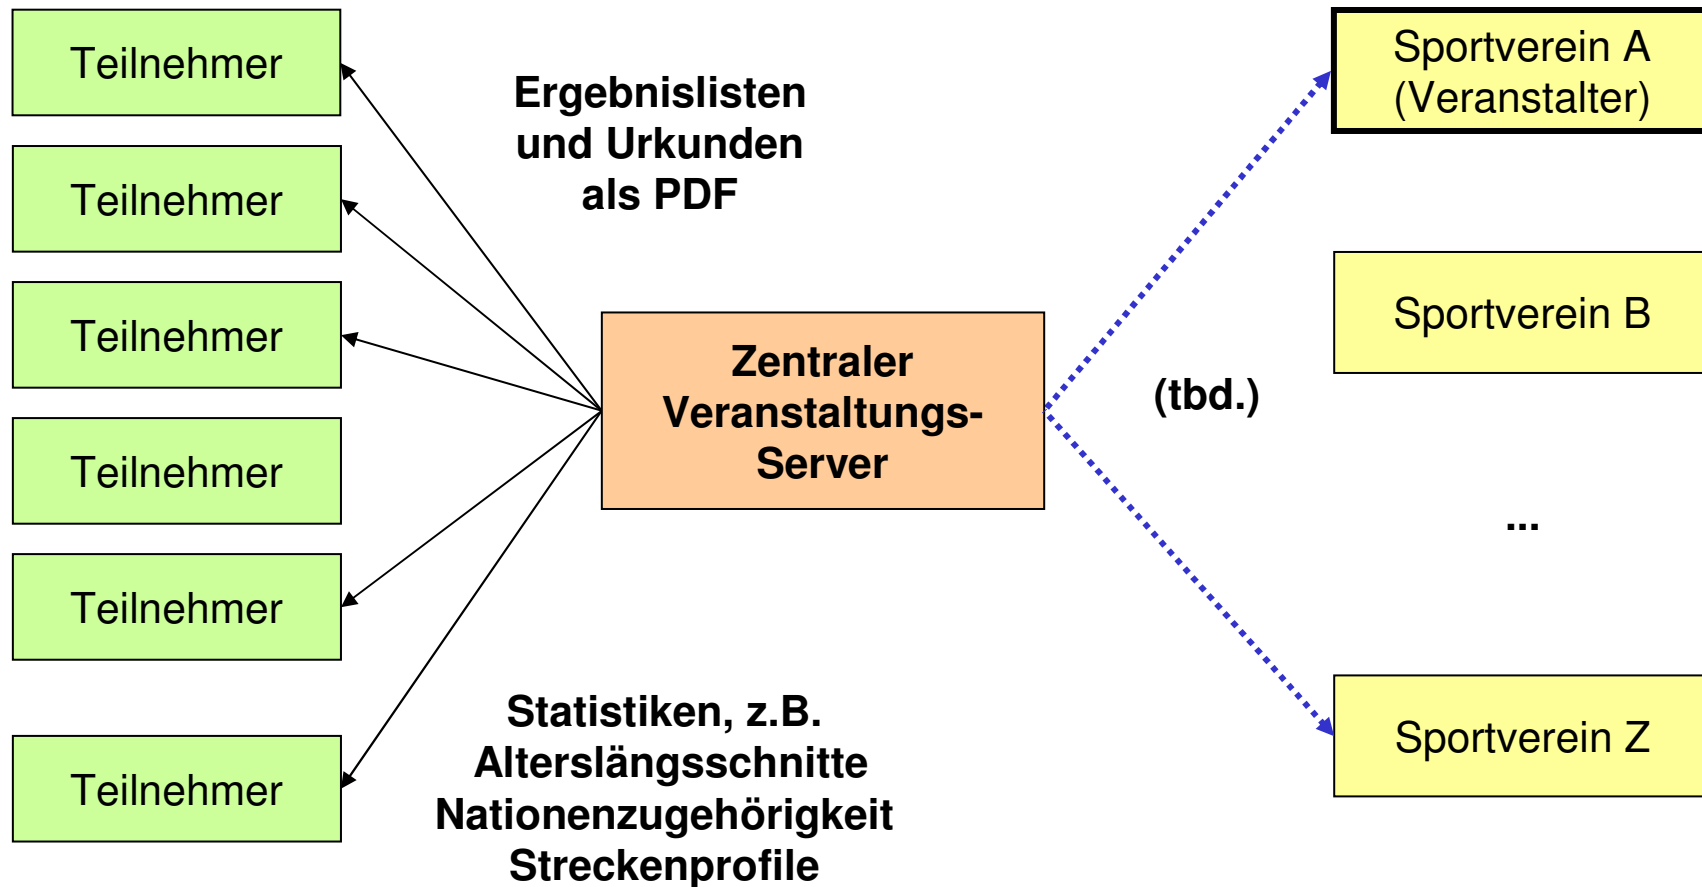 Teilnehmer
Teilnehmer
Teilnehmer
Teilnehmer
Teilnehmer
Teilnehmer
Ergebnislisten
und Urkunden
als PDF
Zentraler
Veranstaltungs-
Server
Statistiken, z.B.
Alterslängsschnitte
Nationenzugehörigkeit
Streckenprofile
(tbd.)
Sportverein A
(Veranstalter)
Sportverein B
...
Sportverein Z